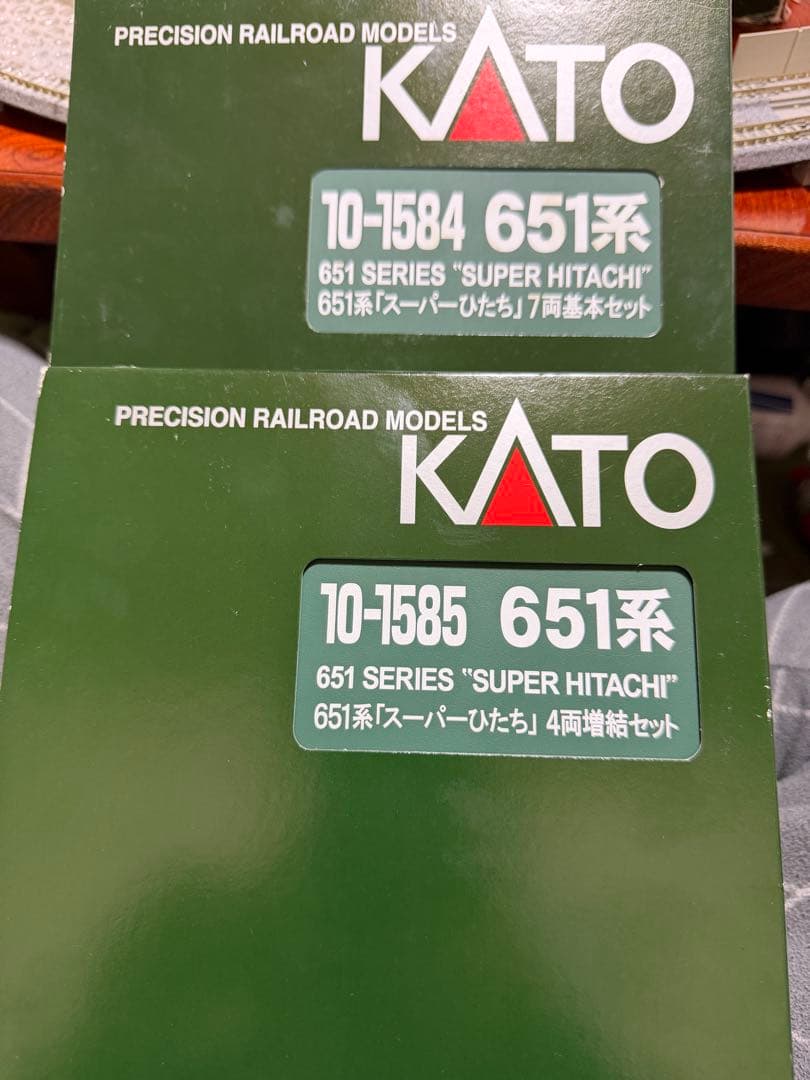 PRECISION RAILROAD MODELS
KATO
10-1584 651系
651 SERIES "SUPER HITACHI"
651系「スーパーひたち」7両基本セット
PRECISION RAILROAD MODELS
KATO
10-1585 651系
651 SERIES "SUPER HITACHI"
651系「スーパーひたち」4両増結セット